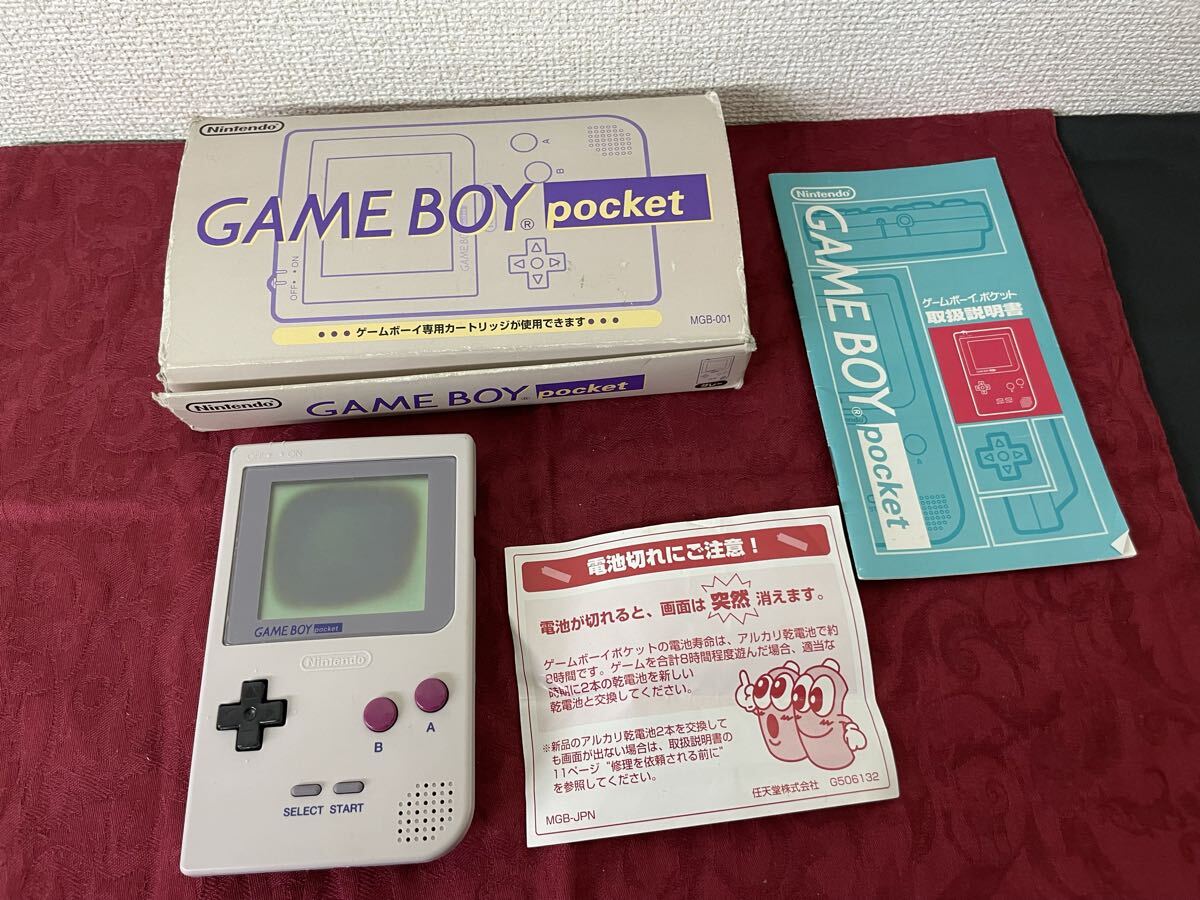 Nintendo®
GAME BOY® pocket
A
B
GAME BOY
OFF• •ON
•••ゲームボーイ専用カートリッジが使用できます•••
MGB-001
Nintendo®
GAME BOY® pocket
グレー
Nintendo®
GAME BOY® pocket
ゲームボーイポケット
取扱説明書
A
OFF• •ON
GAME BOY pocket
Nintendo®
B
A
SELECT START
電池切れにご注意!
電池が切れると、画面は 突然 消えます。
ゲームボーイポケットの電池寿命は、アルカリ乾電池で約
8時間です。ゲームを合計8時間程度遊んだ場合、適当な
時期に2本の乾電池を新しい
乾電池と交換してください。
※新品のアルカリ乾電池2本を交換して
も画面が出ない場合は、取扱説明書の
11ページ"修理を依頼される前に"
を参照してください。
任天堂株式会社 G506132
MGB-JPN